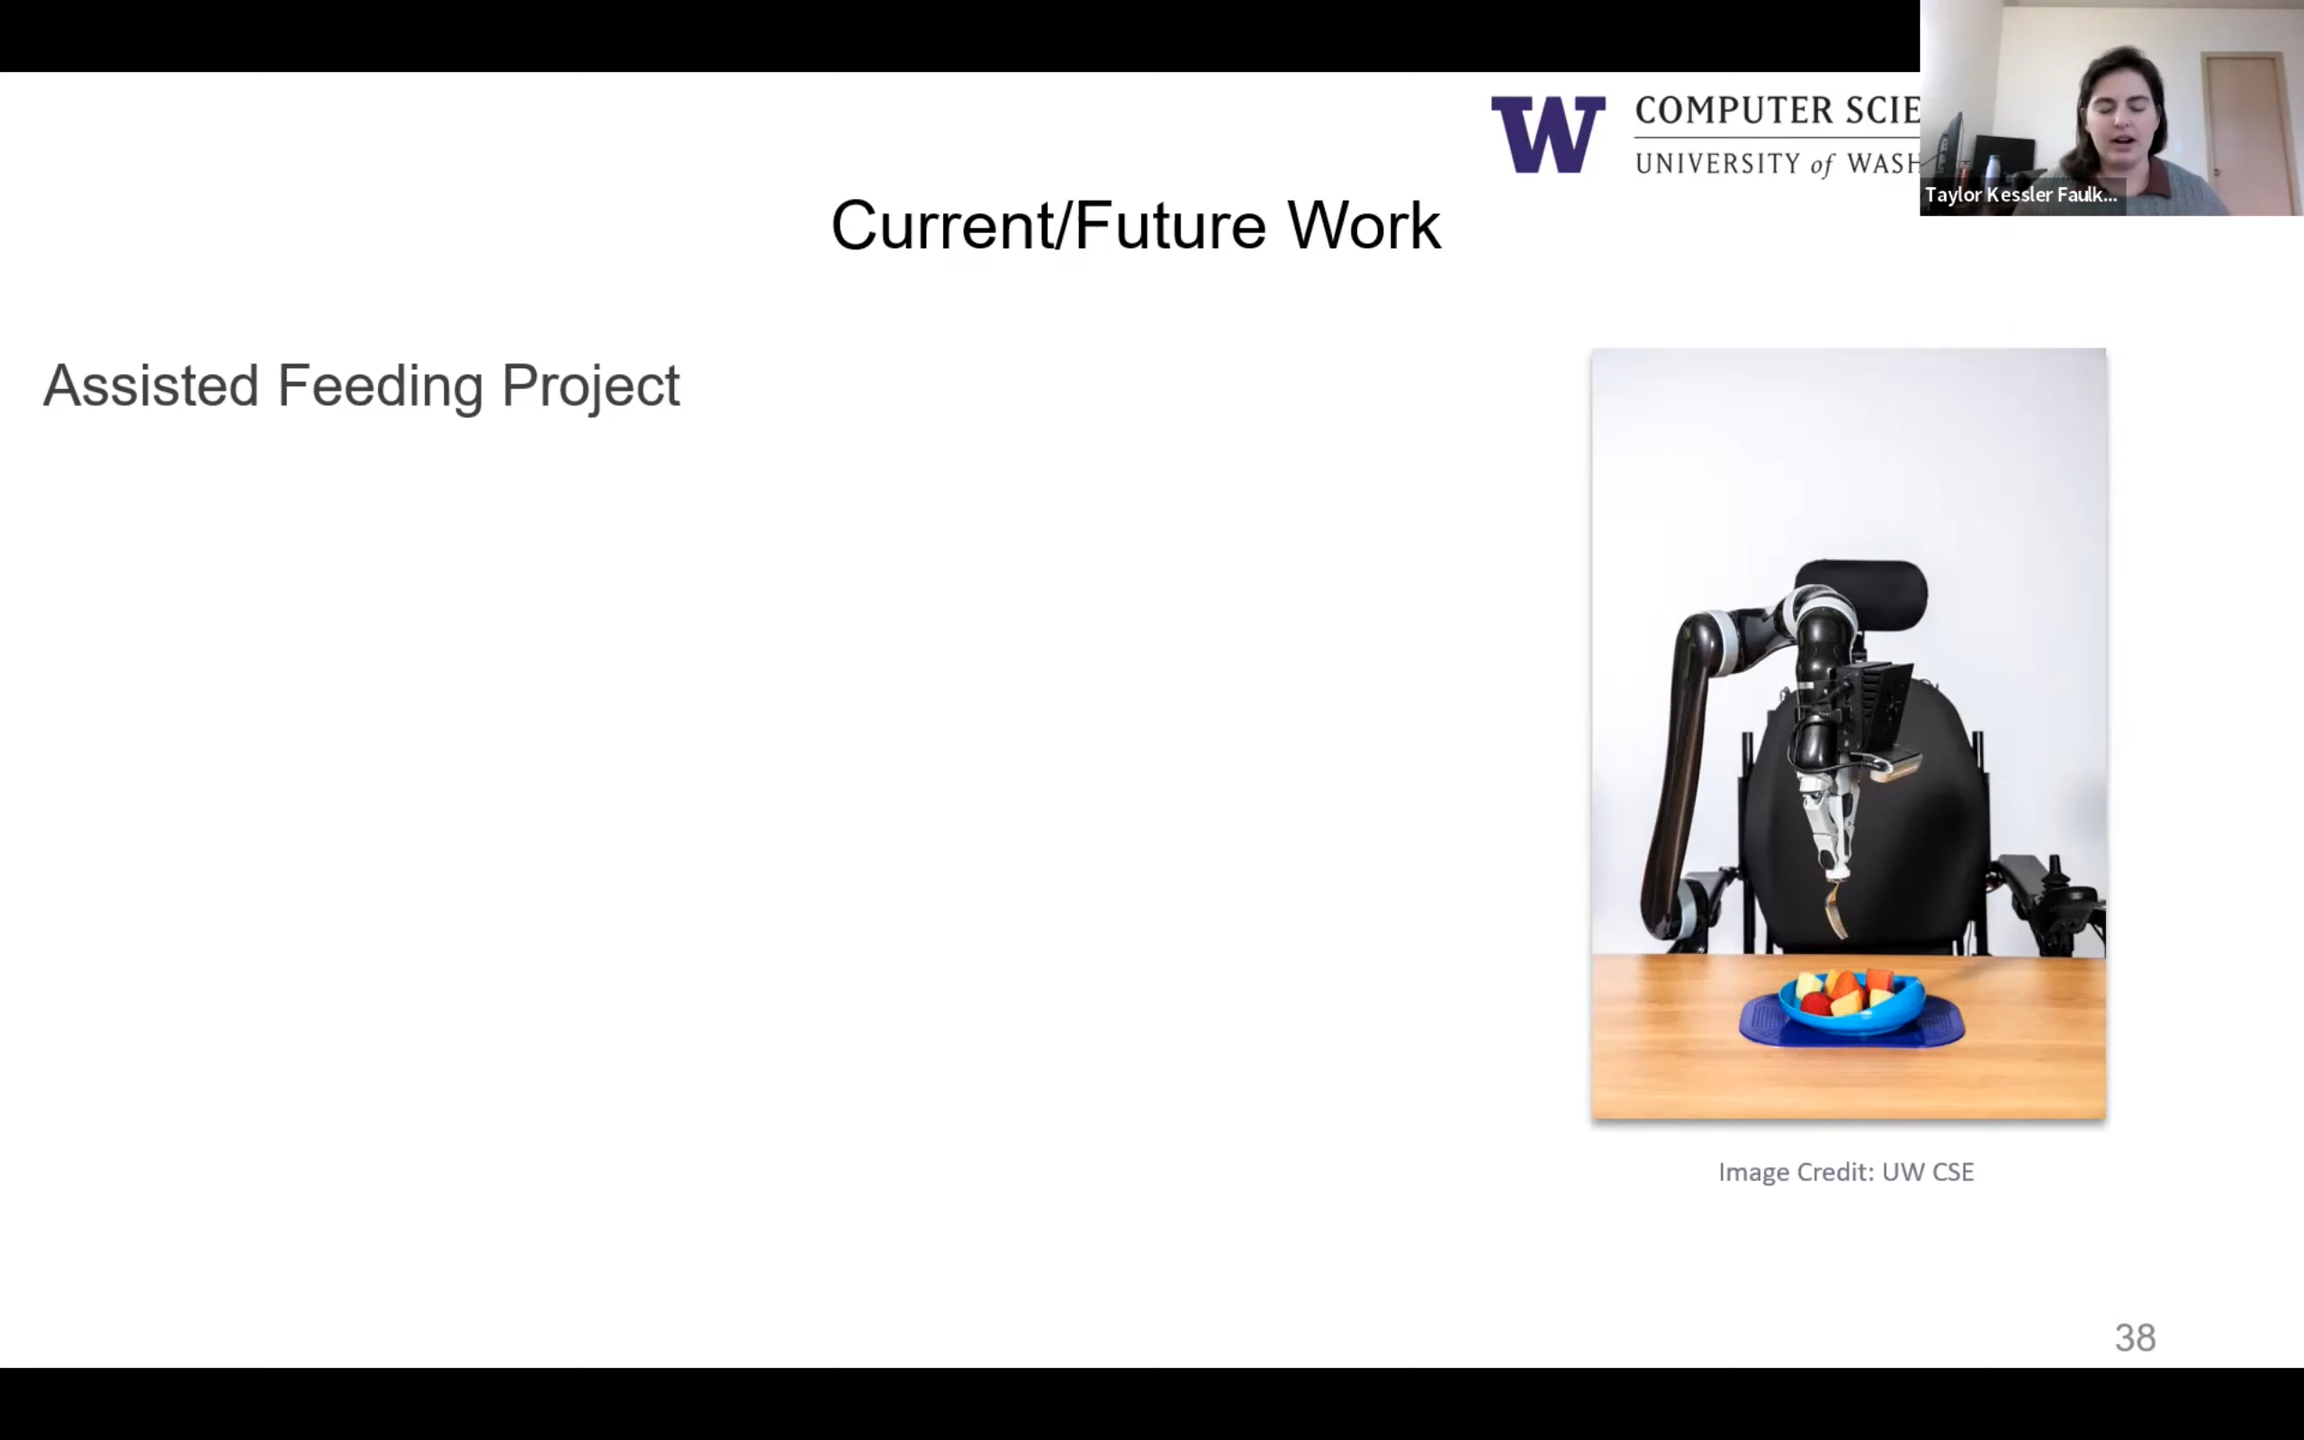 COMPUTER SCIE
UNIVERSITY of WASH
Taylor Kessler Faulk...
Current/Future Work
Assisted Feeding Project
Image Credit: UW CSE
38